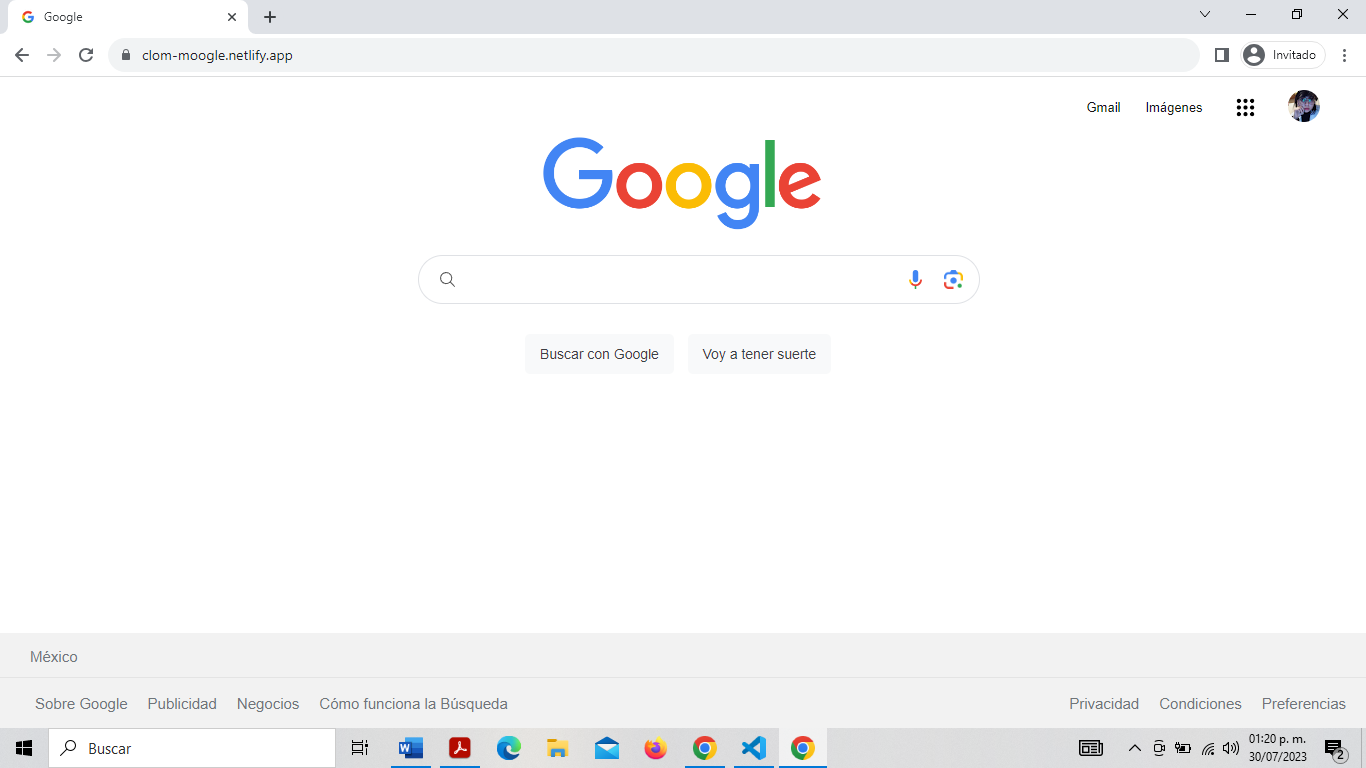 Google
clom-moogle.netlify.app
Invitado
Gmail Imágenes
Google
Buscar con Google Voy a tener suerte
México
Sobre Google Publicidad Negocios Cómo funciona la Búsqueda Privacidad Condiciones Preferencias
Buscar
01:20 p. m.
30/07/2023
2